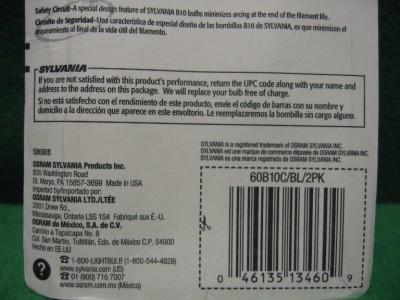 Safety Circuit-A special design feature of SYLVANIA B10 bulbs minimizes arcing at the end of the filament life.
Circuito de Seguridad-Una característica de especial diseño de las bombillas B10 de SYLVANIA, es que minimizan el
arqueamiento al final de la vida útil del filamento.
SYLVANIA
If you are not satisfied with this product's performance, return the UPC code along with your name and
address to the address on this package. We will replace your bulb free of charge.
Si no está satisfecho con el rendimiento de este producto, envíe el código de barras con su nombre y
domicilio a la dirección que aparece en este envoltorio. Le reemplazaremos la bombilla sin cargo alguno.
S86806
OSRAM SYLVANIA Products Inc.
835 Washington Road
St. Marys, PA 15857-3699 Made in USA
Imported by/importado por:
OSRAM SYLVANIA LTD./LTÉE
2001 Drew Rd.,
Mississauga, Ontario L5S 1S4 Fabriqué aux É.-U.
OSRAM de México, S.A. de C.V.
Camino a Tepalcapa No. 8
Col. San Martín, Tultitlán, Edo. de México C.P. 54900
Hecho en EE.UU
?
1-800-LIGHTBULB (1-800-544-4828)
www.sylvania.com (US)
01 (800) 716 7007
www.osram.com.mx (MX)
SYLVANIA is a registered trademark of OSRAM SYLVANIA Inc.
SYLVANIA est une marque de commerce déposée de OSRAM SYLVANIA Inc.
SYLVANIA es una marca registrada de OSRAM SYLVANIA Inc.
60B10C/BL/2PK
0 46135 13460 9